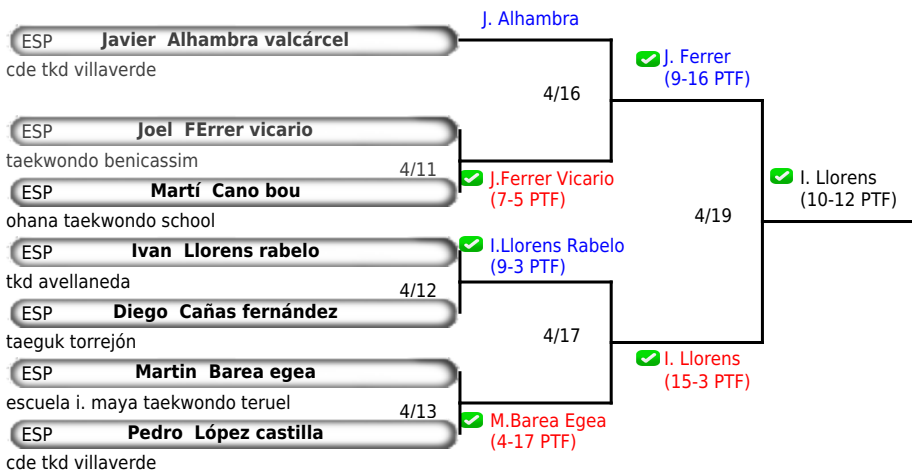 J. Alhambra
ESP Javier Alhambra valcárcel
cde tkd villaverde
J. Ferrer
(9-16 PTF)
4/16
ESP Joel FErrer vicario
taekwondo benicassim
4/11
J.Ferrer Vicario
(7-5 PTF)
ESP Martí Cano bou
ohana taekwondo school
I. Llorens
(10-12 PTF)
4/19
ESP Ivan Llorens rabelo
tkd avellaneda
I.Llorens Rabelo
(9-3 PTF)
4/12
ESP Diego Cañas fernández
taeguk torrejón
4/17
I. Llorens
(15-3 PTF)
ESP Martin Barea egea
escuela i. maya taekwondo teruel
4/13
M.Barea Egea
(4-17 PTF)
ESP Pedro López castilla
cde tkd villaverde